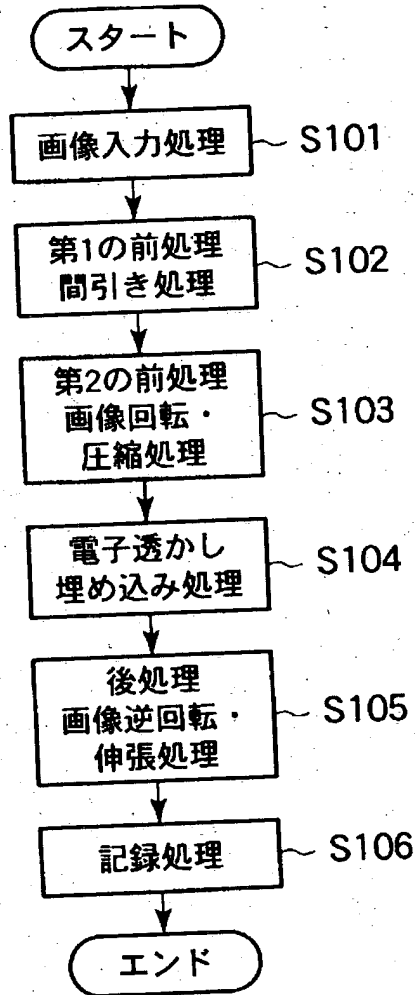 スタート
画像入力処理
S101
第1の前処理
間引き処理
S102
第2の前処理
画像回転・
圧縮処理
S103
電子透かし
埋め込み処理
S104
後処理
画像逆回転・
伸張処理
S105
記録処理
S106
エンド